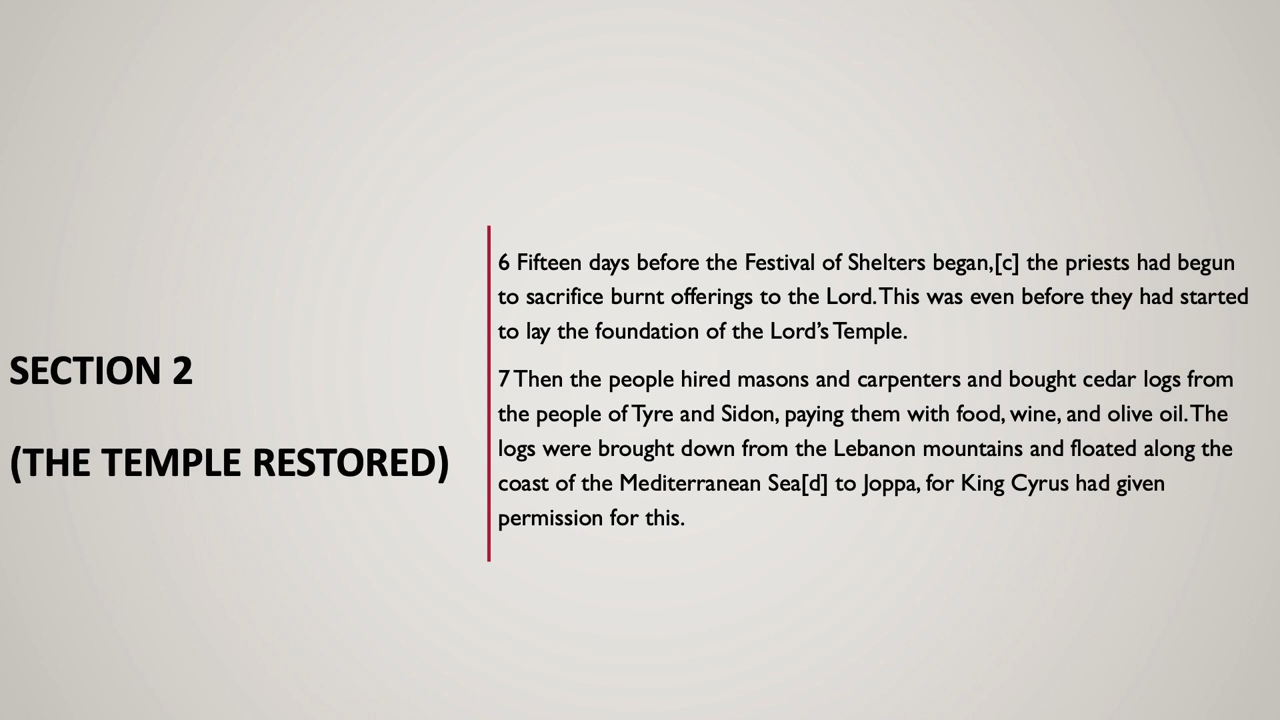 SECTION 2
(THE TEMPLE RESTORED)
6 Fifteen days before the Festival of Shelters began,[c] the priests had begun
to sacrifice burnt offerings to the Lord. This was even before they had started
to lay the foundation of the Lord’s Temple.
7 Then the people hired masons and carpenters and bought cedar logs from
the people of Tyre and Sidon, paying them with food, wine, and olive oil. The
logs were brought down from the Lebanon mountains and floated along the
coast of the Mediterranean Sea[d] to Joppa, for King Cyrus had given
permission for this.